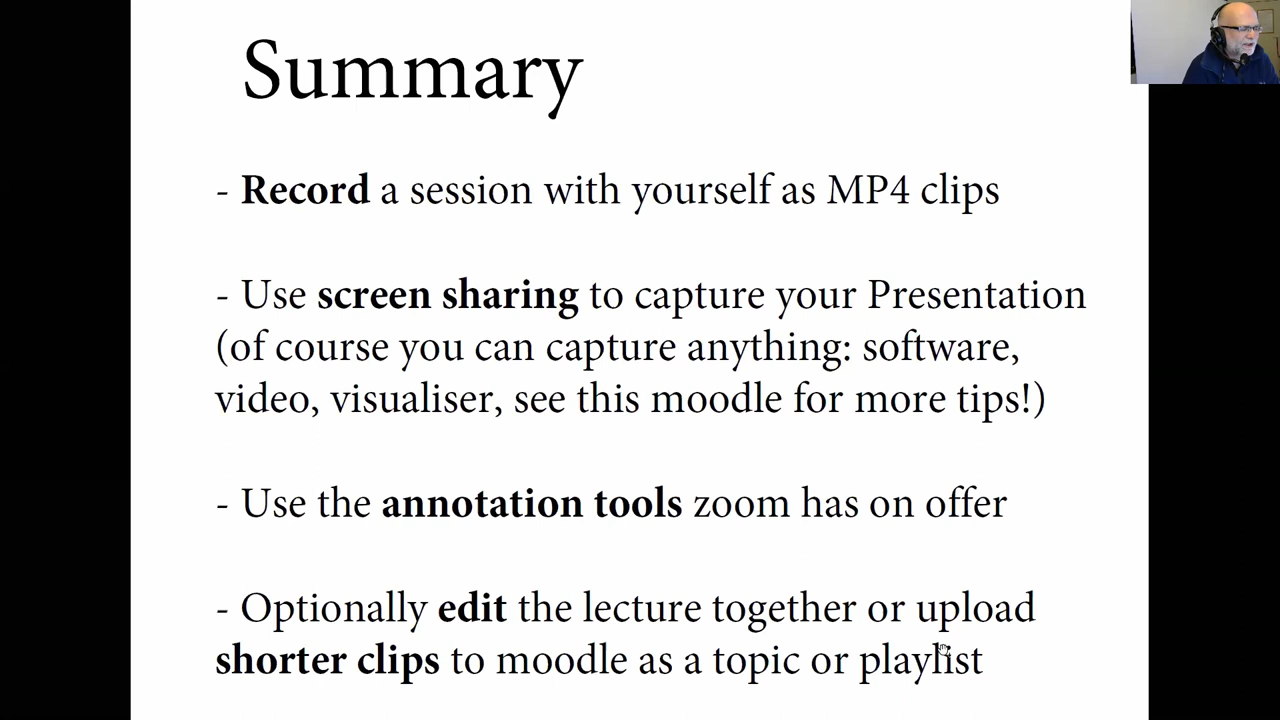 Summary
- Record a session with yourself as MP4 clips
- Use screen sharing to capture your Presentation
(of course you can capture anything: software,
video, visualiser, see this moodle for more tips!)
- Use the annotation tools zoom has on offer
- Optionally edit the lecture together or upload
shorter clips to moodle as a topic or playlist